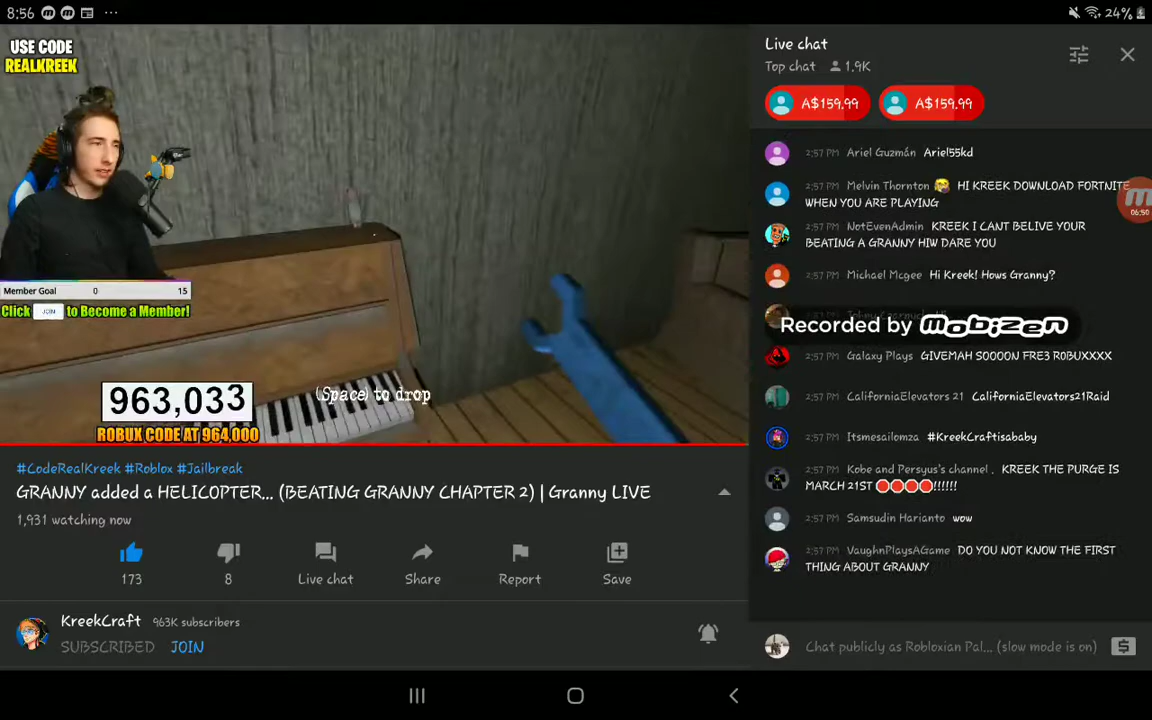 8:56
24%
USE CODE
REALKREEK
Member Goal 0 15
Click JOIN to Become a Member!
963,033
ROBUX CODE AT 964,000
(Space) to drop
#CodeRealKreek #Roblox #Jailbreak
GRANNY added a HELICOPTER... (BEATING GRANNY CHAPTER 2) | Granny LIVE
1,931 watching now
173
8
Live chat
Share
Report
Save
KreekCraft 963K subscribers
SUBSCRIBED JOIN
Live chat
Top chat 1.9K
A$159.99 A$159.99
2:57 PM Ariel Guzmán Ariel55kd
2:57 PM Melvin Thornton HI KREEK DOWNLOAD FORTNITE
WHEN YOU ARE PLAYING
2:57 PM NotEvenAdmin KREEK I CANT BELIVE YOUR
BEATING A GRANNY HIW DARE YOU
2:57 PM Michael Mcgee Hi Kreek! Hows Granny?
Recorded by mobizen
2:57 PM Galaxy Plays GIVEMAH SOOOON FRE3 R0BUXXXX
2:57 PM CaliforniaElevators 21 CaliforniaElevators21Raid
2:57 PM Itsmesailomza #KreekCraftisababy
2:57 PM Kobe and Persyus's channel . KREEK THE PURGE IS
MARCH 21ST !!!!!!
2:57 PM Samsudin Harianto wow
2:57 PM VaughnPlaysAGame DO YOU NOT KNOW THE FIRST
THING ABOUT GRANNY
Chat publicly as Robloxian Pal... (slow mode is on)
06:50